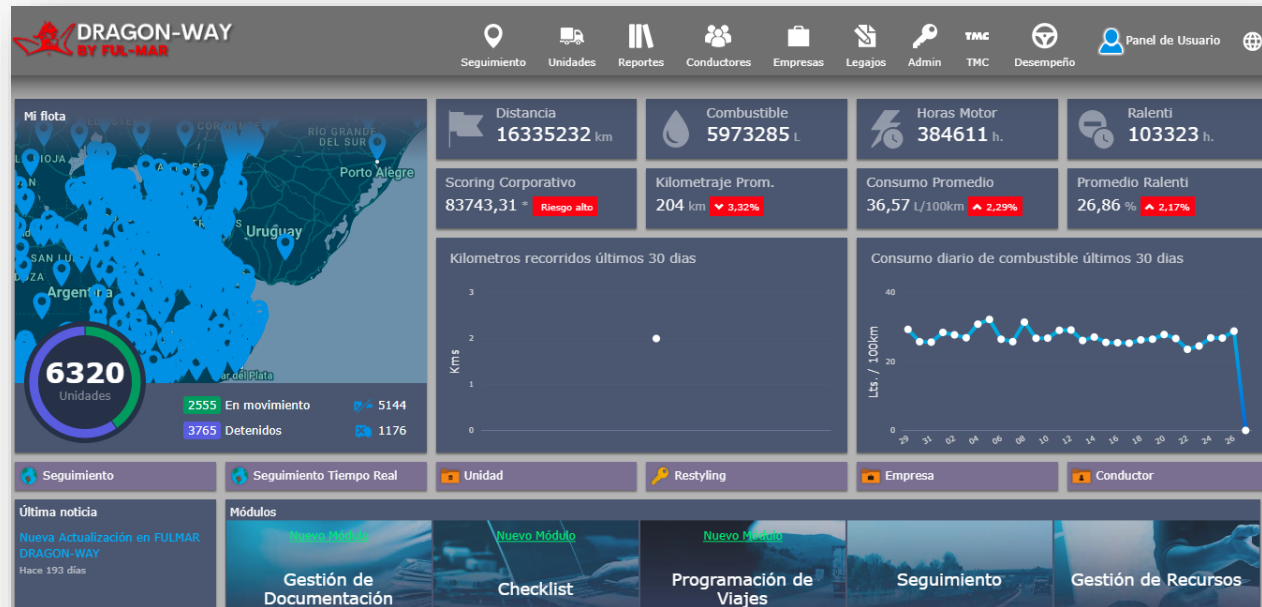 DRAGON-WAY
BY FUL-MAR
Seguimiento
Unidades
Reportes
Conductores
Empresas
Legajos
Admin
TMC
TMC
Desempeño
Panel de Usuario
Mi flota
RIO GRANDE
DEL SUR
Porto Alegre
Uruguay
SAN LU
Argentina
ar del Plata
6320
Unidades
2555 En movimiento 5144
3765 Detenidos 1176
Distancia
16335232 km
Combustible
5973285 L
Horas Motor
384611 h.
Ralenti
103323 h.
Scoring Corporativo
83743,31 * Riesgo alto
Kilometraje Prom.
204 km 3,32%
Consumo Promedio
36,57 L/100km 2,29%
Promedio Ralenti
26,86 % 2,17%
Kilometros recorridos últimos 30 dias
Kms
3
2
1
0
Consumo diario de combustible últimos 30 dias
Lts. / 100km
40
20
0
29 31 02 04 06 08 10 12 14 16 18 20 22 24 26
Seguimiento
Seguimiento Tiempo Real
Unidad
Restyling
Empresa
Conductor
Última noticia
Nueva Actualización en FULMAR
DRAGON-WAY
Hace 193 días
Módulos
Nuevo Módulo
Gestión de
Documentación
Nuevo Módulo
Checklist
Nuevo Módulo
Programación de
Viajes
Seguimiento
Gestión de Recursos